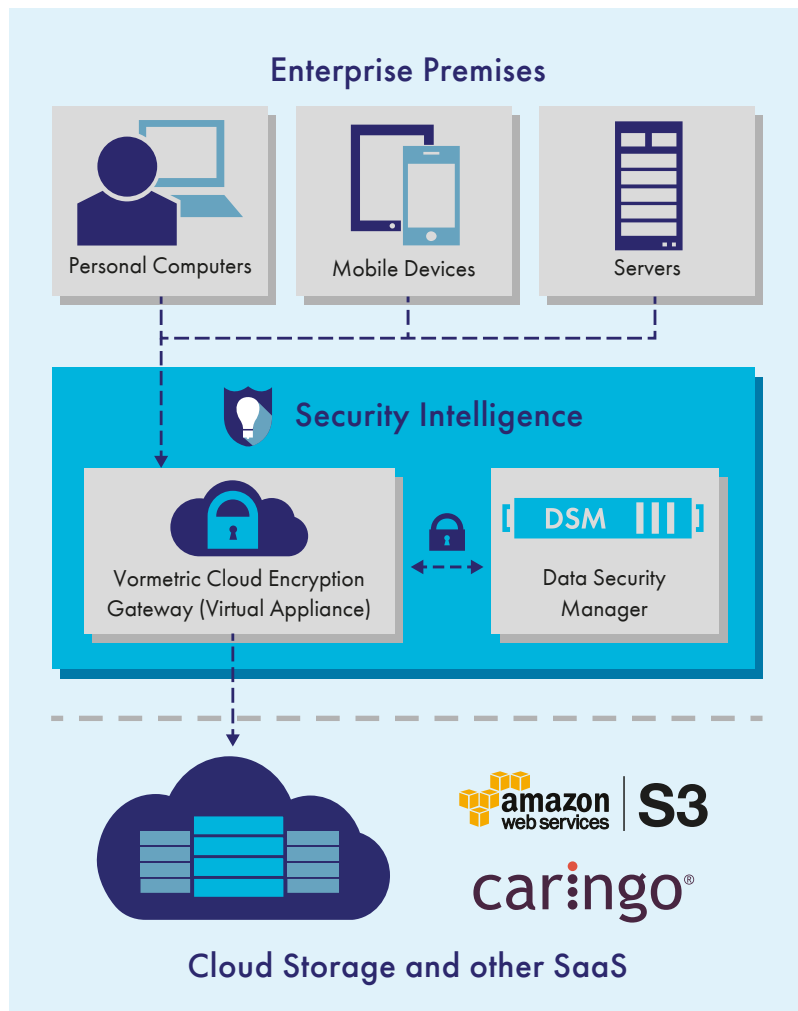 Enterprise Premises
Personal Computers
Mobile Devices
Servers
Security Intelligence
Vormetric Cloud Encryption
Gateway (Virtual Appliance)
DSM
Data Security
Manager
amazon
web services
S3
caringo®
Cloud Storage and other SaaS